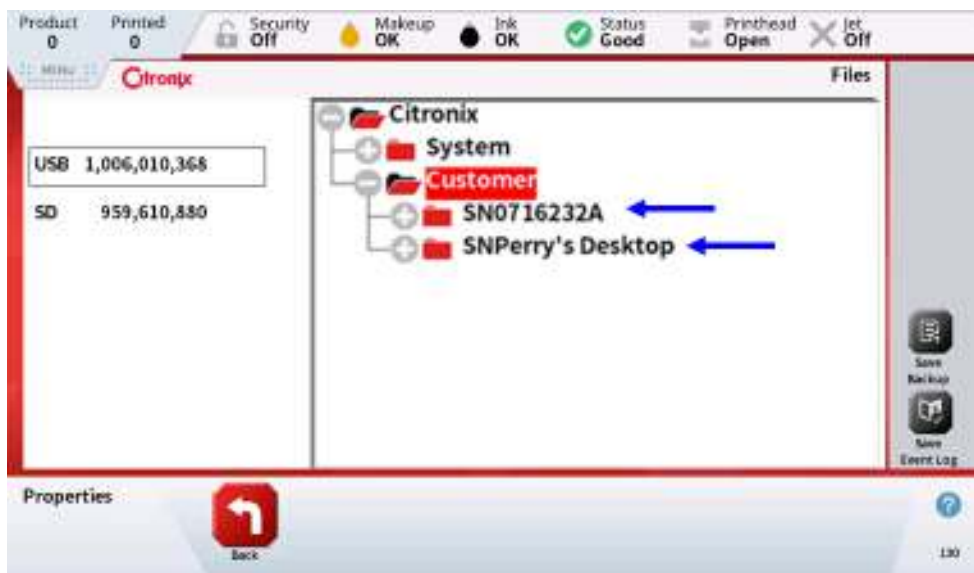 Product 0
Printed 0
Security Off
Makeup OK
Ink OK
Status Good
Printhead Open
Jet Off
MENU
Citronix
Files
USB 1,006,010,368
SD 959,610,880
Citronix
System
Customer
SN0716232A
SNPerry's Desktop
Save Backup
Save Event Log
Properties
Back
?
130